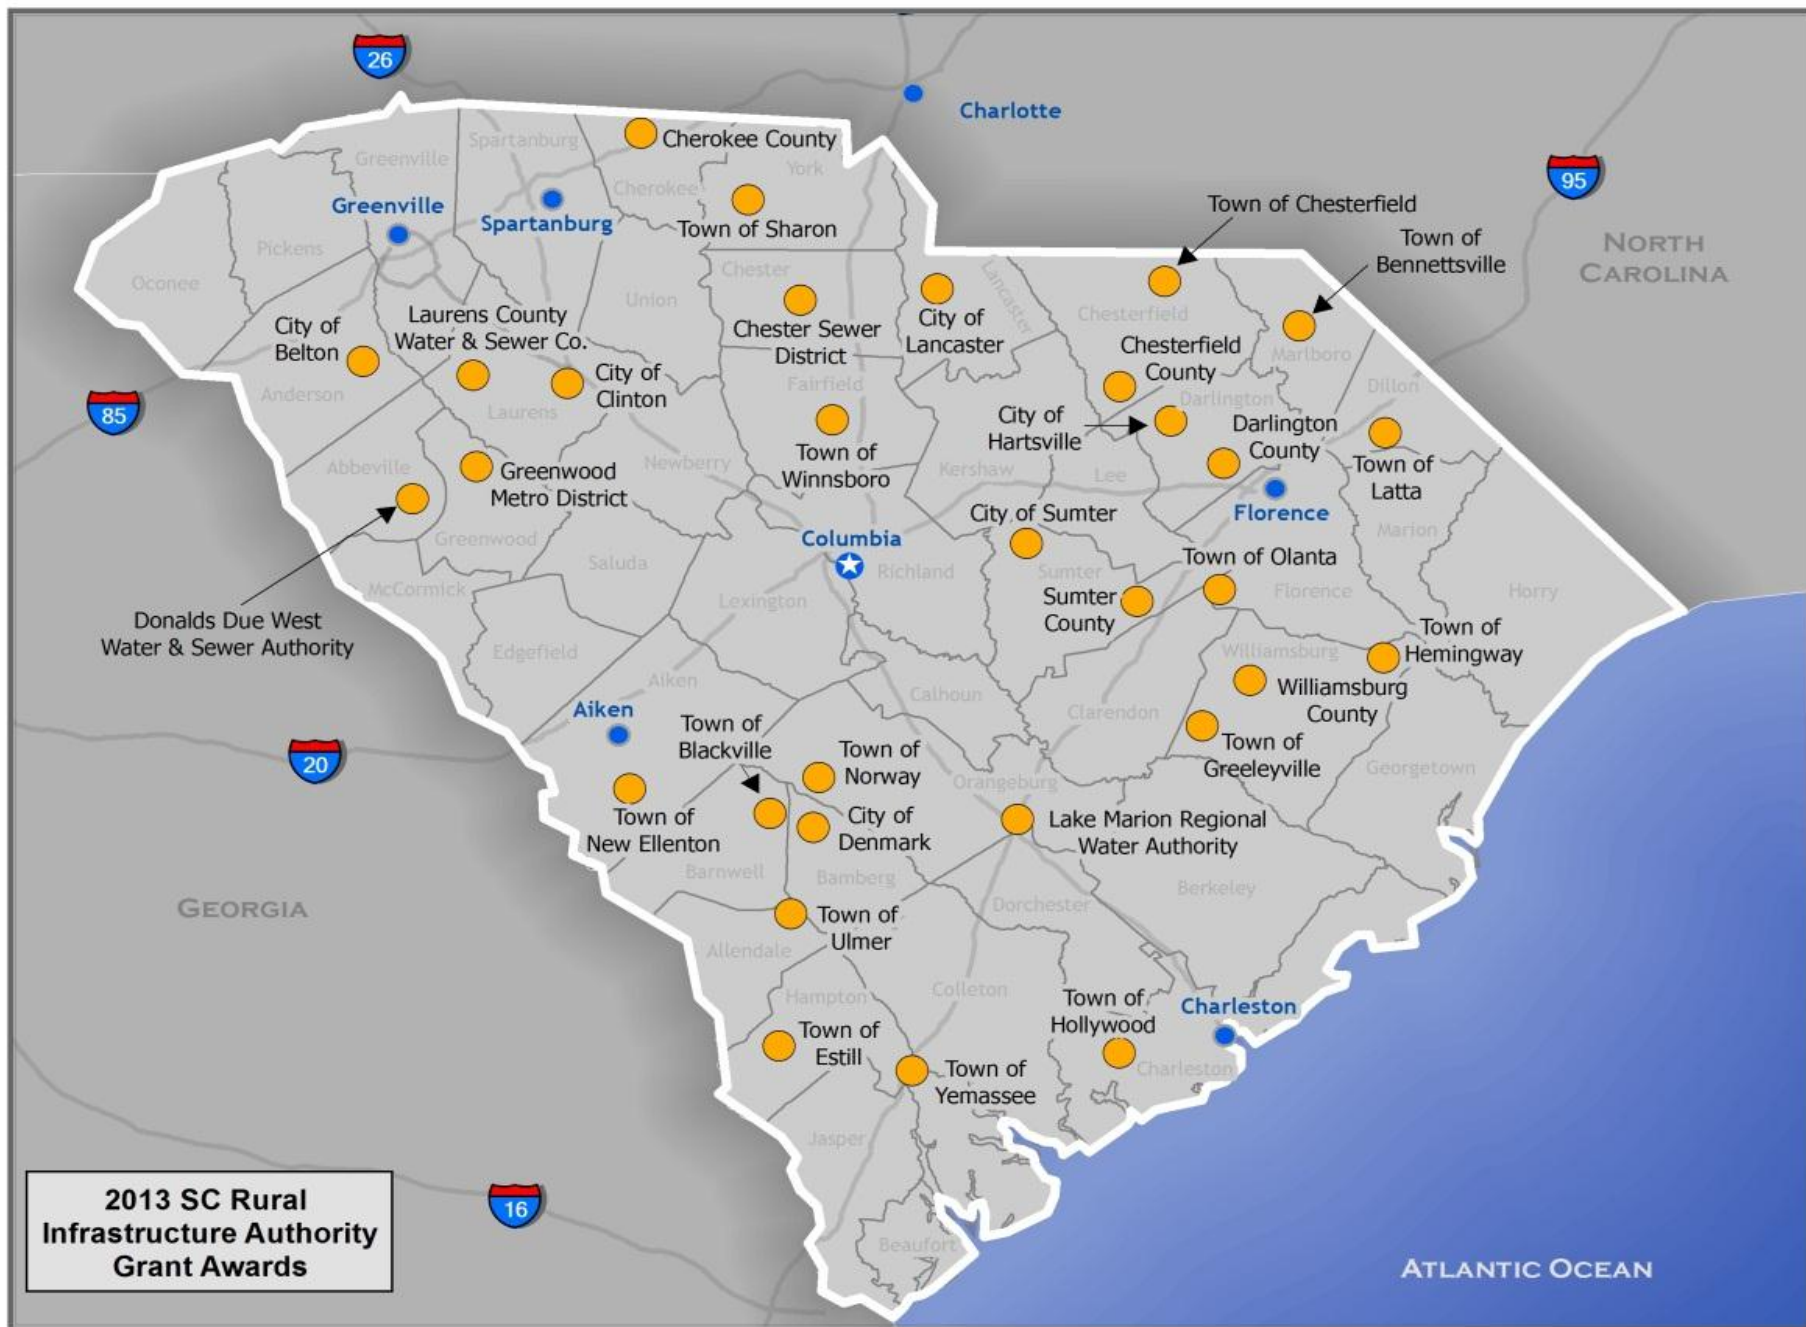 26
Charlotte
Cherokee County
Spartanburg
Greenville
York
Cherokee
95
Greenville
Spartanburg
Town of Sharon
Town of Chesterfield
Town of
Bennettsville
NORTH
CAROLINA
Pickens
Oconee
Chester
Lancaster
Union
Chesterfield
City of
Belton
Laurens County
Water & Sewer Co.
Chester Sewer
District
City of
Lancaster
Chesterfield
County
Marlboro
Dillon
85
Anderson
City of
Clinton
Laurens
Fairfield
Darlington
City of
Hartsville
Darlington
County
Abbeville
Greenwood
Metro District
Newberry
Town of
Winnsboro
Kershaw
Lee
Town of
Latta
City of Sumter
Florence
Marion
Greenwood
Columbia
Saluda
Richland
Sumter
Town of Olanta
McCormick
Lexington
Sumter
County
Florence
Horry
Donalds Due West
Water & Sewer Authority
Edgefield
Town of
Hemingway
Williamsburg
Aiken
Calhoun
Williamsburg
County
Aiken
Clarendon
Town of
Blackville
Town of
Norway
Town of
Greeleyville
20
Orangeburg
Georgetown
Town of
New Ellenton
City of
Denmark
Lake Marion Regional
Water Authority
Barnwell
Bamberg
Berkeley
GEORGIA
Dorchester
Town of
Ulmer
Allendale
Hampton
Colleton
Town of
Hollywood
Charleston
Town of
Estill
Charleston
Town of
Yemassee
Jasper
2013 SC Rural
Infrastructure Authority
Grant Awards
16
Beaufort
ATLANTIC OCEAN